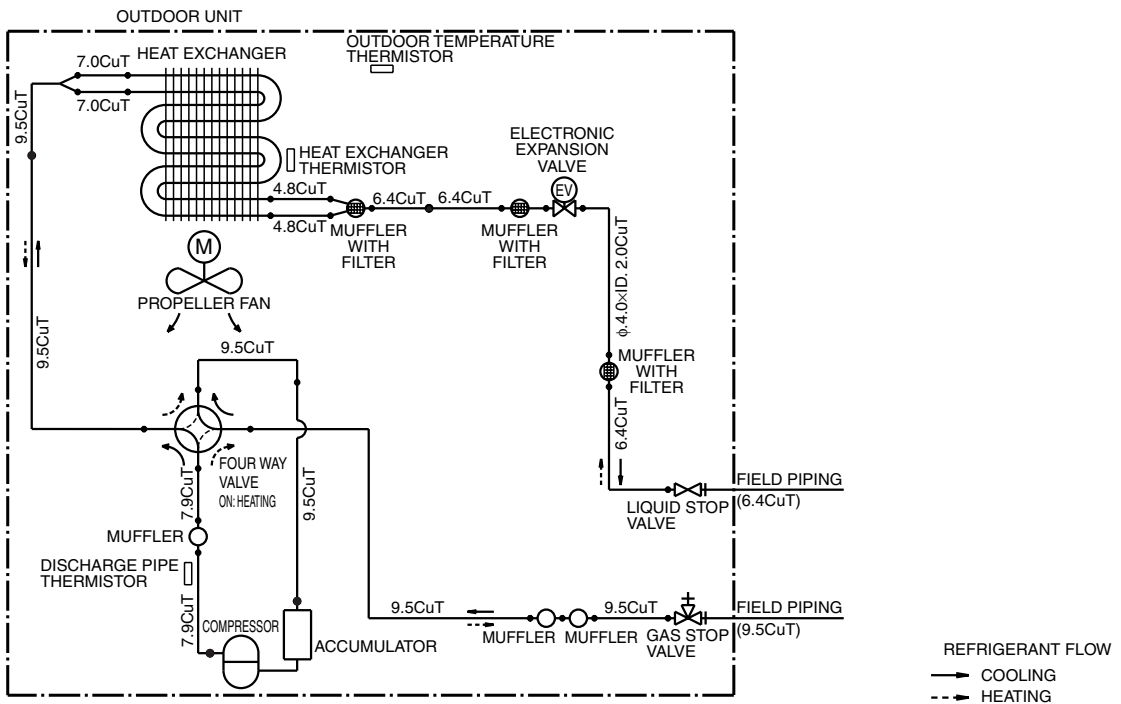 OUTDOOR UNIT
HEAT EXCHANGER
OUTDOOR TEMPERATURE
THERMISTOR
7.0CuT
7.0CuT
9.5CuT
HEAT EXCHANGER
THERMISTOR
ELECTRONIC
EXPANSION
VALVE
EV
4.8CuT
4.8CuT
6.4CuT
6.4CuT
MUFFLER
WITH
FILTER
MUFFLER
WITH
FILTER
M
PROPELLER FAN
ϕ.4.0×ID. 2.0CuT
9.5CuT
9.5CuT
MUFFLER
WITH
FILTER
6.4CuT
FOUR WAY
VALVE
ON: HEATING
7.9CuT
9.5CuT
FIELD PIPING
(6.4CuT)
LIQUID STOP
VALVE
MUFFLER
DISCHARGE PIPE
THERMISTOR
7.9CuT
COMPRESSOR
ACCUMULATOR
9.5CuT
9.5CuT
MUFFLER
MUFFLER
GAS STOP
VALVE
FIELD PIPING
(9.5CuT)
REFRIGERANT FLOW
COOLING
HEATING